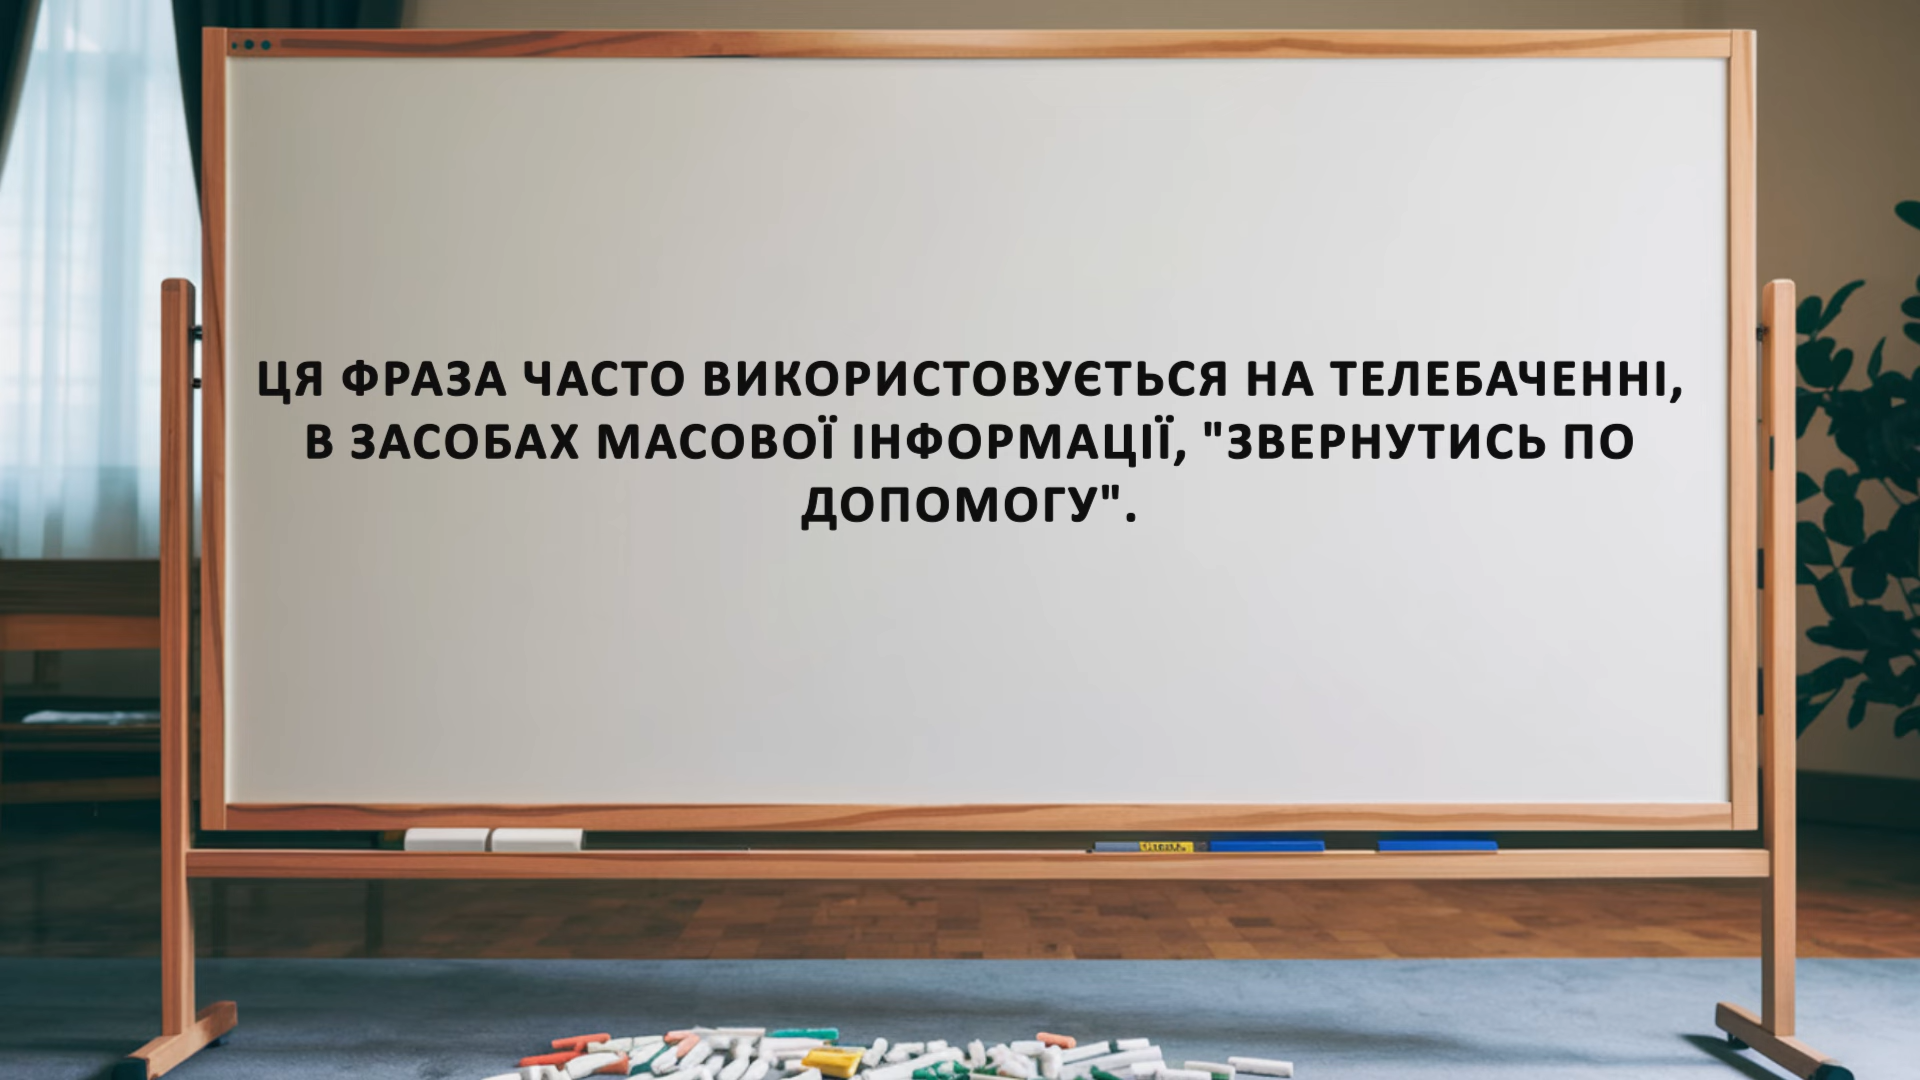 ЦЯ ФРАЗА ЧАСТО ВИКОРИСТОВУЄТЬСЯ НА ТЕЛЕБАЧЕННІ,
В ЗАСОБАХ МАСОВОЇ ІНФОРМАЦІЇ, "ЗВЕРНУТИСЬ ПО
ДОПОМОГУ".